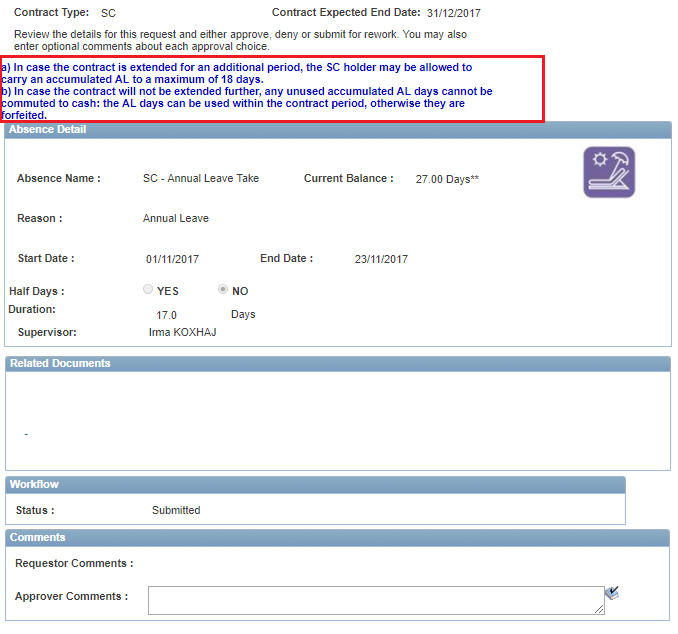 Contract Type: SC Contract Expected End Date: 31/12/2017
Review the details for this request and either approve, deny or submit for rework. You may also
enter optional comments about each approval choice.
a) In case the contract is extended for an additional period, the SC holder may be allowed to
carry an accumulated AL to a maximum of 18 days.
b) In case the contract will not be extended further, any unused accumulated AL days cannot be
commuted to cash: the AL days can be used within the contract period, otherwise they are
forfeited.
Absence Detail
Absence Name : SC - Annual Leave Take Current Balance : 27.00 Days**
Reason : Annual Leave
Start Date : 01/11/2017 End Date : 23/11/2017
Half Days : YES NO
Duration: 17.0 Days
Supervisor: Irma KOXHAJ
Related Documents
-
Workflow
Status : Submitted
Comments
Requestor Comments :
Approver Comments :